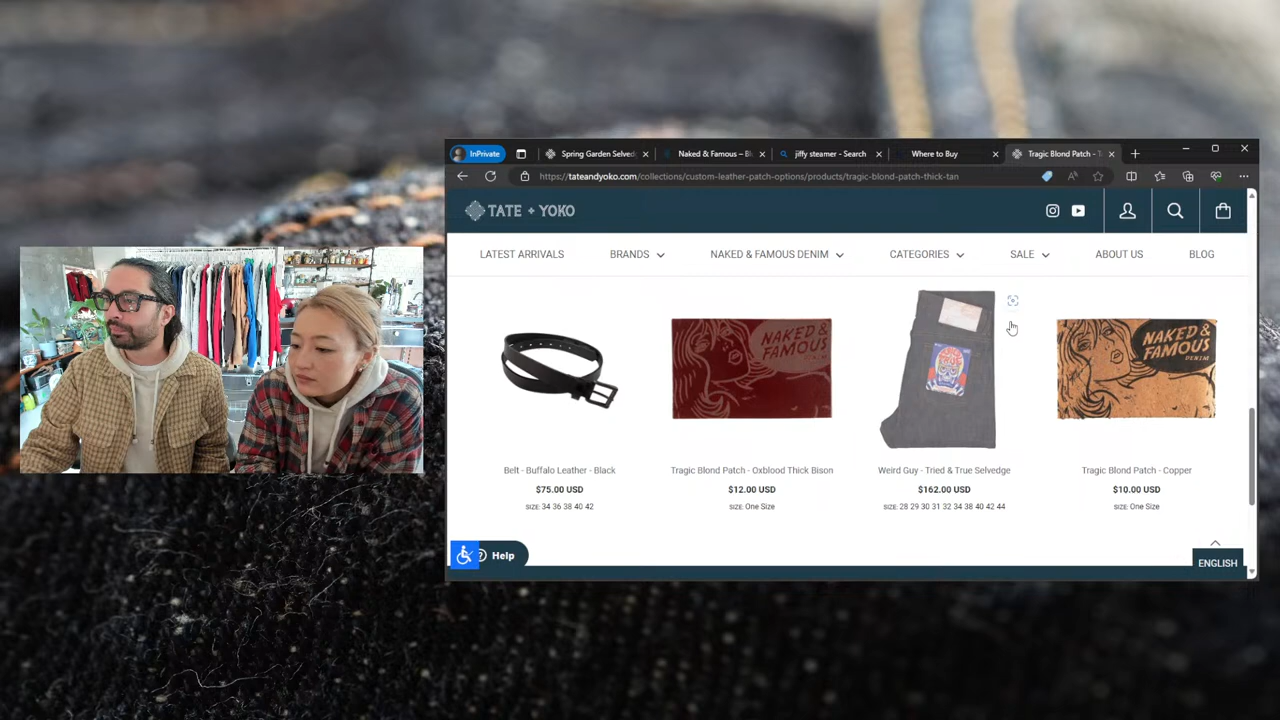 InPrivate
Spring Garden Selved
Naked & Famous – Bl
jiffy steamer - Search
Where to Buy
Tragic Blond Patch - T
https://tateandyoko.com/collections/custom-leather-patch-options/products/tragic-blond-patch-thick-tan
TATE + YOKO
LATEST ARRIVALS
BRANDS
NAKED & FAMOUS DENIM
CATEGORIES
SALE
ABOUT US
BLOG
NAKED &
FAMOUS
DENIM
NAKED &
FAMOUS
DENIM
Belt - Buffalo Leather - Black
$75.00 USD
SIZE: 34 36 38 40 42
Tragic Blond Patch - Oxblood Thick Bison
$12.00 USD
SIZE: One Size
Weird Guy - Tried & True Selvedge
$162.00 USD
SIZE: 28 29 30 31 32 34 38 40 42 44
Tragic Blond Patch - Copper
$10.00 USD
SIZE: One Size
Help
ENGLISH